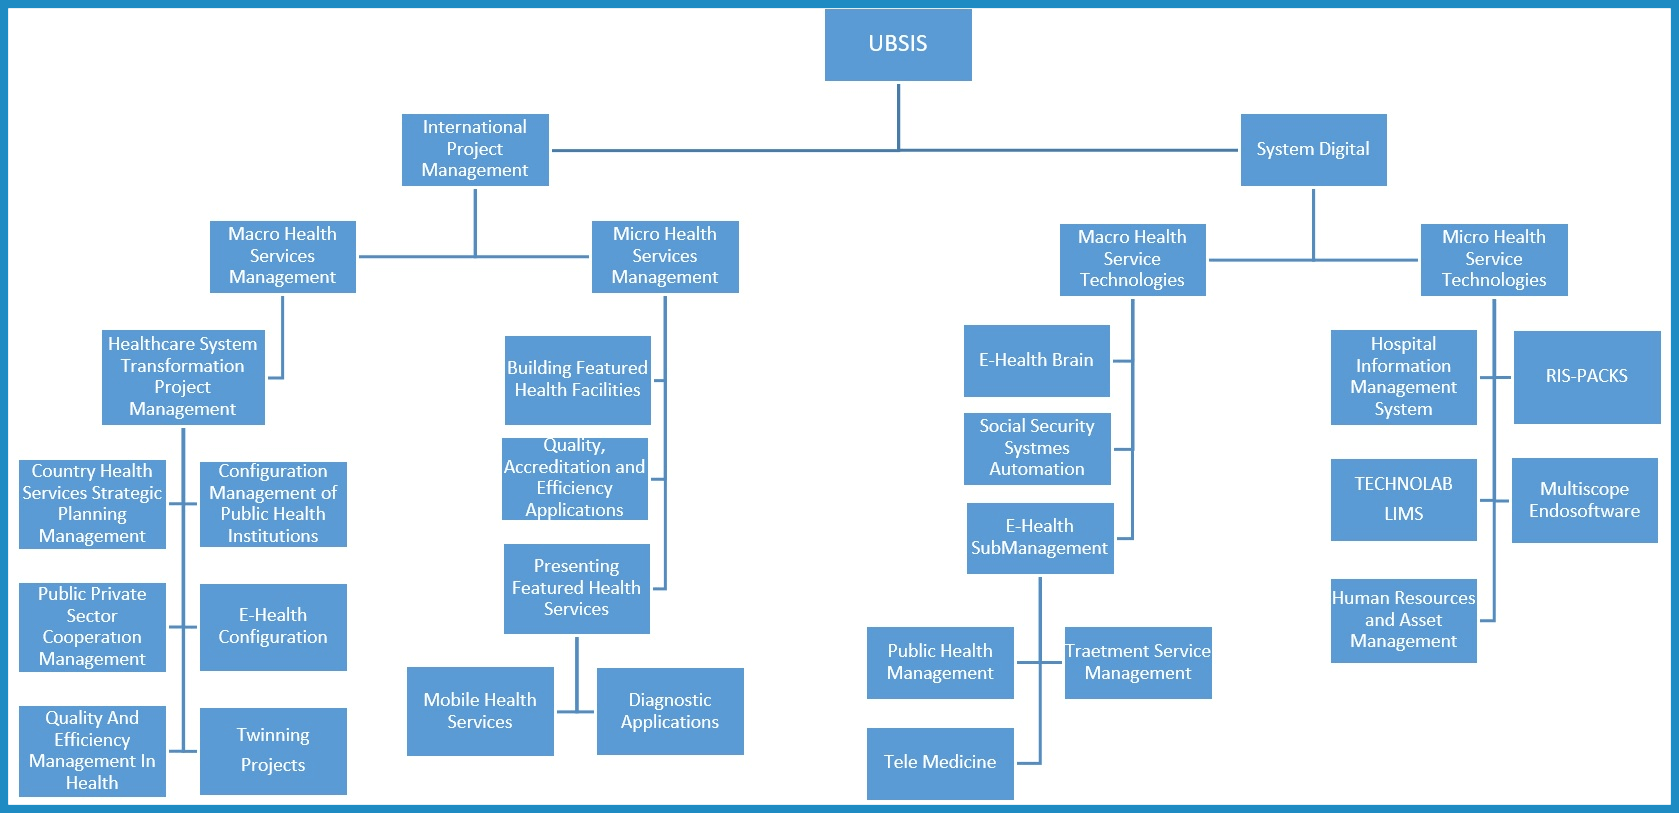 UBSIS
International
Project
Management
System Digital
Macro Health
Services
Management
Micro Health
Services
Management
Macro Health
Service
Technologies
Micro Health
Service
Technologies
Healthcare System
Transformation
Project
Management
Country Health
Services Strategic
Planning
Management
Configuration
Management of
Public Health
Institutions
Public Private
Sector
Cooperatıon
Management
E-Health
Configuration
Quality And
Efficiency
Management In
Health
Twinning
Projects
Building Featured
Health Facilities
Quality,
Accreditation and
Efficiency
Applicatıons
Presenting
Featured Health
Services
Mobile Health
Services
Diagnostic
Applications
E-Health Brain
Social Security
Systmes
Automation
E-Health
SubManagement
Public Health
Management
Traetment Service
Management
Tele Medicine
Hospital
Information
Management
System
RIS-PACKS
TECHNOLAB
LIMS
Multiscope
Endosoftware
Human Resources
and Asset
Management